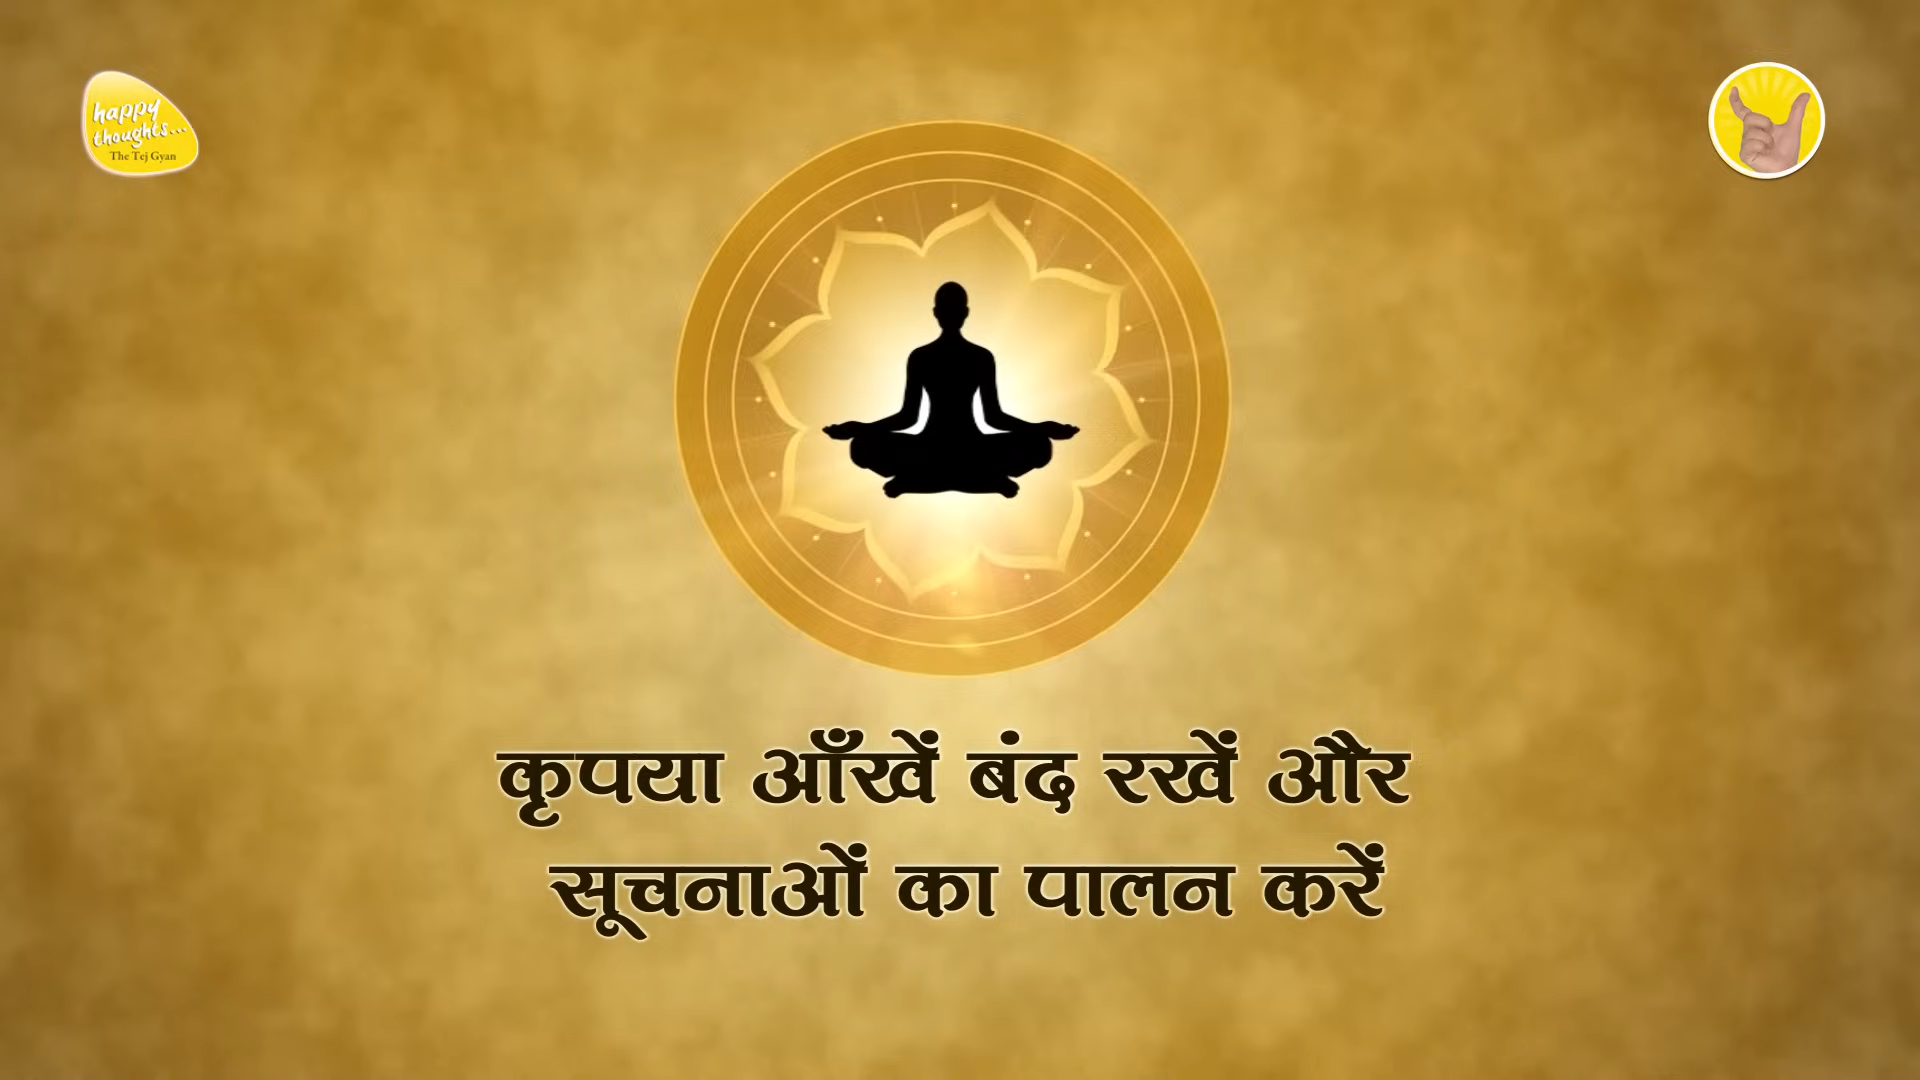 happy
thoughts...
The Tej Gyan
कृपया आँखें बंद रखें और
सूचनाओं का पालन करें